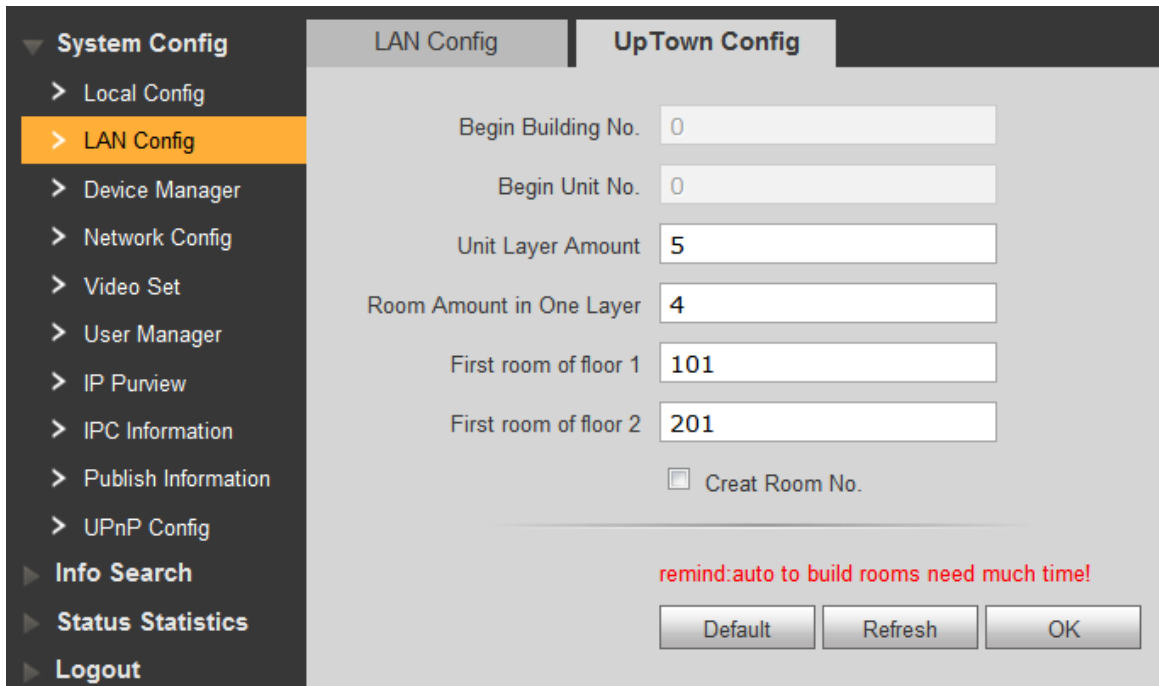 System Config
Local Config
LAN Config
Device Manager
Network Config
Video Set
User Manager
IP Purview
IPC Information
Publish Information
UPnP Config
Info Search
Status Statistics
Logout
LAN Config
UpTown Config
Begin Building No. 0
Begin Unit No. 0
Unit Layer Amount 5
Room Amount in One Layer 4
First room of floor 1 101
First room of floor 2 201
Creat Room No.
remind:auto to build rooms need much time!
Default Refresh OK